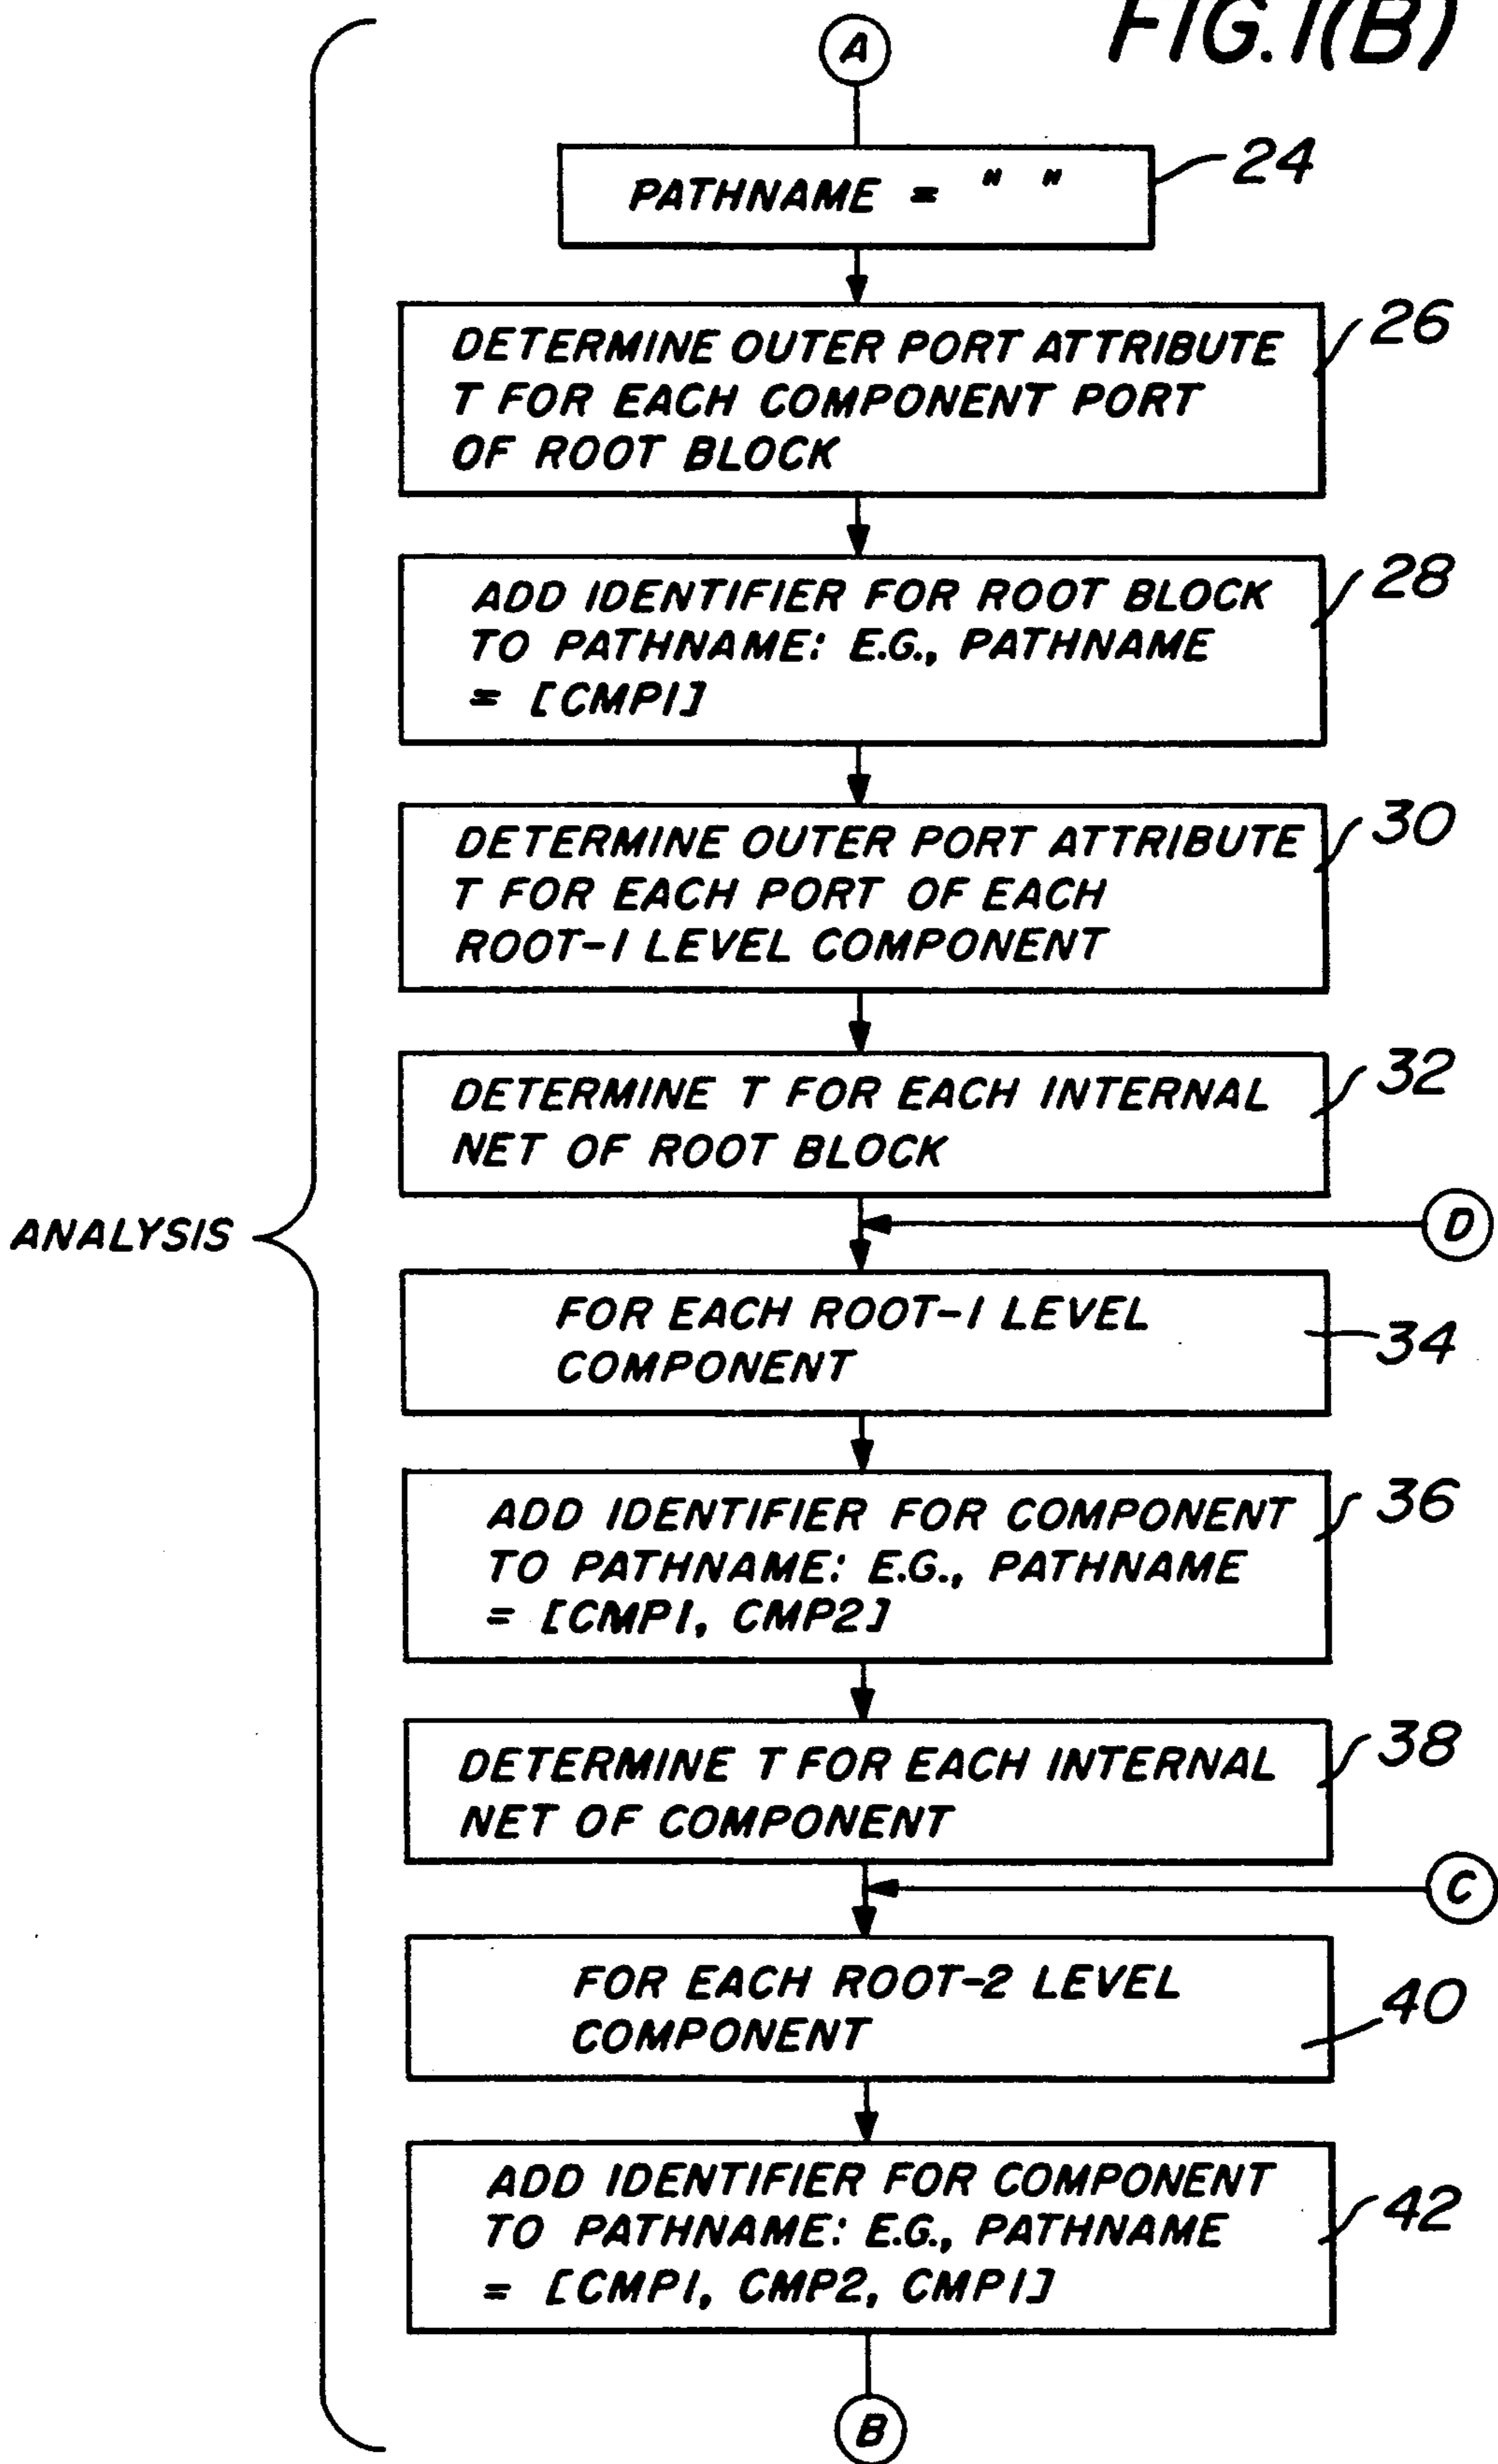 FIG. 1(B)
A
PATHNAME = " "
24
DETERMINE OUTER PORT ATTRIBUTE
T FOR EACH COMPONENT PORT
OF ROOT BLOCK
26
ADD IDENTIFIER FOR ROOT BLOCK
TO PATHNAME: E.G., PATHNAME
= [CMP1]
28
DETERMINE OUTER PORT ATTRIBUTE
T FOR EACH PORT OF EACH
ROOT-1 LEVEL COMPONENT
30
DETERMINE T FOR EACH INTERNAL
NET OF ROOT BLOCK
32
ANALYSIS
D
FOR EACH ROOT-1 LEVEL
COMPONENT
34
ADD IDENTIFIER FOR COMPONENT
TO PATHNAME: E.G., PATHNAME
= [CMP1, CMP2]
36
DETERMINE T FOR EACH INTERNAL
NET OF COMPONENT
38
C
FOR EACH ROOT-2 LEVEL
COMPONENT
40
ADD IDENTIFIER FOR COMPONENT
TO PATHNAME: E.G., PATHNAME
= [CMP1, CMP2, CMP1]
42
B